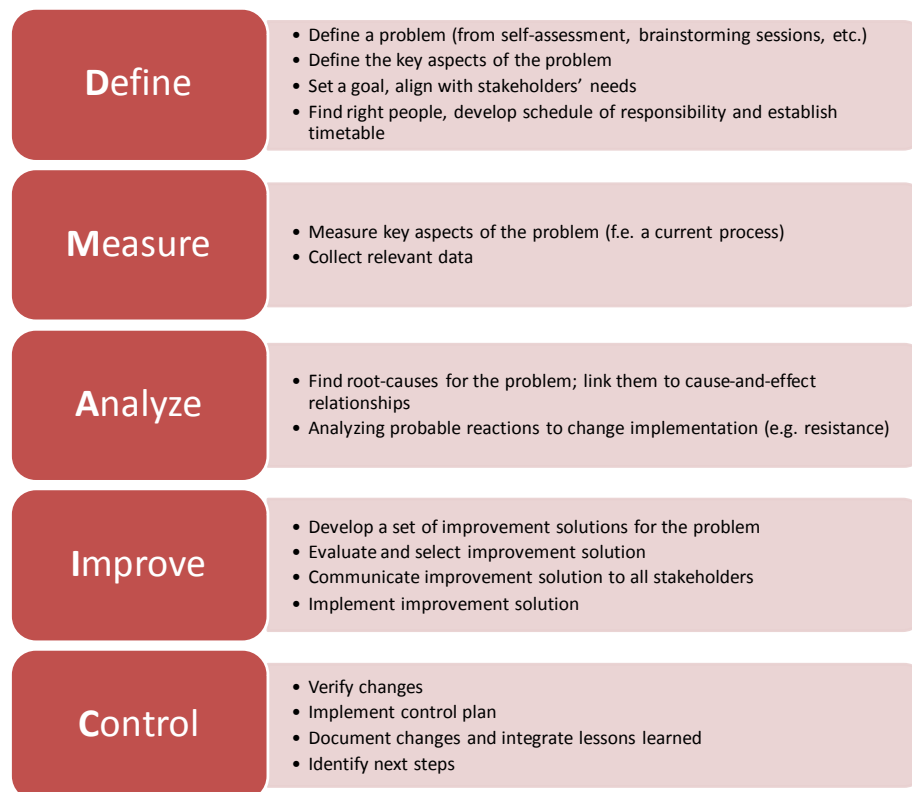 Define
• Define a problem (from self-assessment, brainstorming sessions, etc.)
• Define the key aspects of the problem
• Set a goal, align with stakeholders’ needs
• Find right people, develop schedule of responsibility and establish
timetable
Measure
• Measure key aspects of the problem (f.e. a current process)
• Collect relevant data
Analyze
• Find root-causes for the problem; link them to cause-and-effect
relationships
• Analyzing probable reactions to change implementation (e.g. resistance)
Improve
• Develop a set of improvement solutions for the problem
• Evaluate and select improvement solution
• Communicate improvement solution to all stakeholders
• Implement improvement solution
Control
• Verify changes
• Implement control plan
• Document changes and integrate lessons learned
• Identify next steps